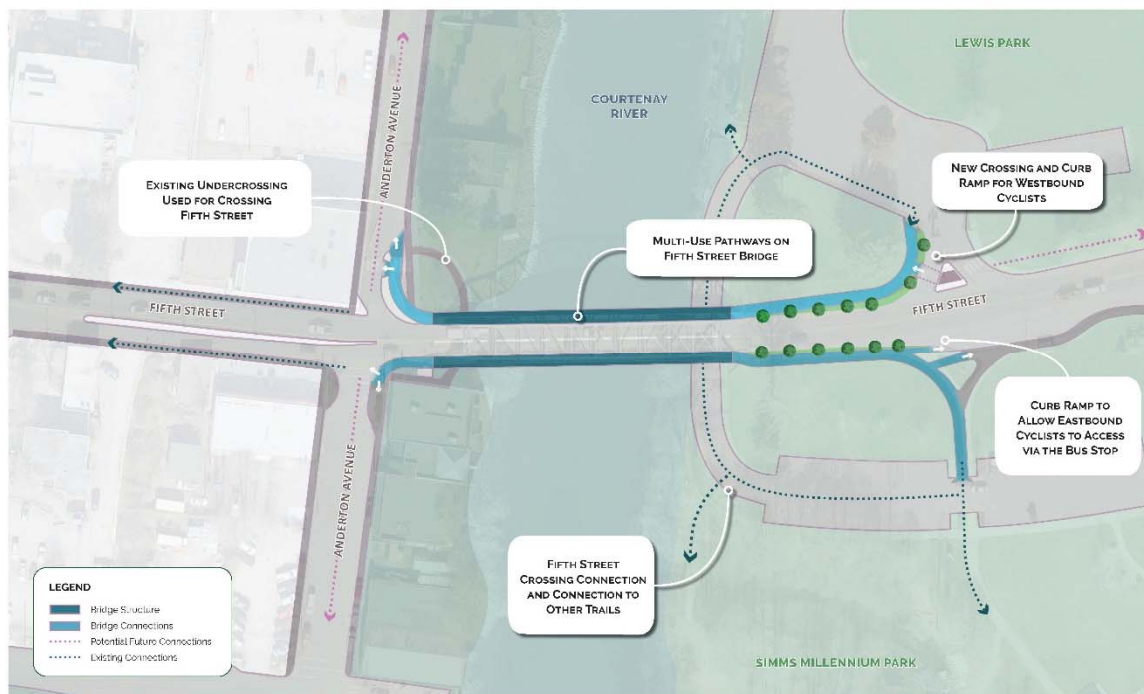 LEWIS PARK
COURTENAY
RIVER
ANDERTON AVENUE
EXISTING UNDERCROSSING
USED FOR CROSSING
FIFTH STREET
NEW CROSSING AND CURB
RAMP FOR WESTBOUND
CYCLISTS
MULTI-USE PATHWAYS ON
FIFTH STREET BRIDGE
FIFTH STREET
FIFTH STREET
CURB RAMP TO
ALLOW EASTBOUND
CYCLISTS TO ACCESS
VIA THE BUS STOP
ANDERTON AVENUE
FIFTH STREET
CROSSING CONNECTION
AND CONNECTION TO
OTHER TRAILS
LEGEND
Bridge Structure
Bridge Connections
Potential Future Connections
Existing Connections
SIMMS MILLENNIUM PARK